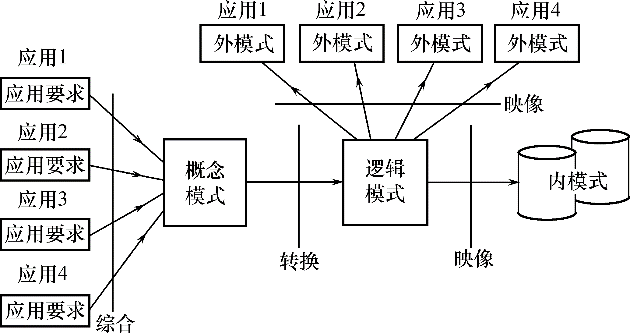 应用1 应用2 应用3 应用4
外模式 外模式 外模式 外模式
映像
应用1
应用要求
应用2
应用要求
应用3
应用要求
应用4
应用要求
综合
概念
模式
转换
逻辑
模式
映像
内模式